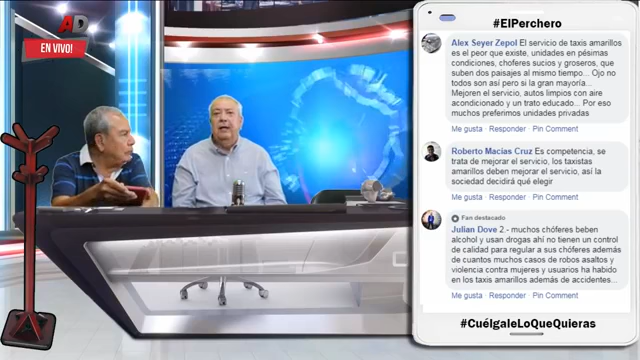 AD
EN VIVO!
#ElPerchero
Alex Seyer Zepol El servicio de taxis amarillos
es el peor que existe, unidades en pésimas
condiciones, choferes sucios y groseros, que
suben dos paisajes al mismo tiempo... Ojo no
todos son así pero si la gran mayoría...
Mejoren el servicio, autos limpios con aire
acondicionado y un trato educado... Por eso
muchos preferimos unidades privadas
Me gusta · Responder · Pin Comment
Roberto Macías Cruz Es competencia, se
trata de mejorar el servicio, los taxistas
amarillos deben mejorar el servicio, así la
sociedad decidirá qué elegir
Me gusta · Responder · Pin Comment
Fan destacado
Julian Dove 2.- muchos chóferes beben
alcohol y usan drogas ahí no tienen un control
de calidad para regular a sus chóferes además
de cuantos muchos casos de robos asaltos y
violencia contra mujeres y usuarios ha habido
en los taxis amarillos además de accidentes...
Me gusta · Responder · Pin Comment
#CuélgaleLoQueQuieras